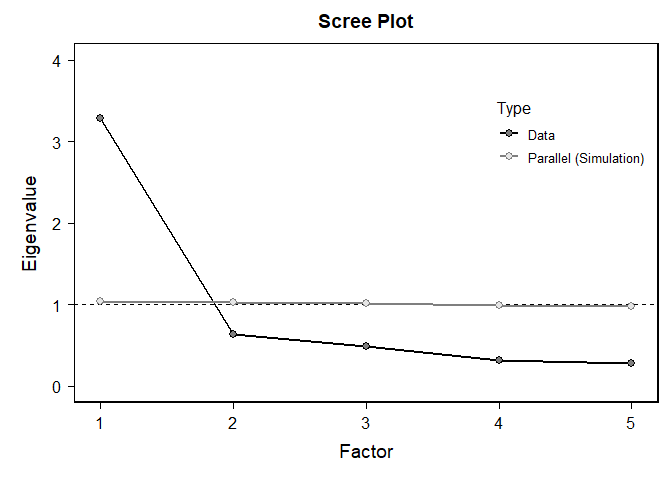 Scree Plot
Eigenvalue
4
3
2
1
0
Type
Data
Parallel (Simulation)
1 2 3 4 5
Factor